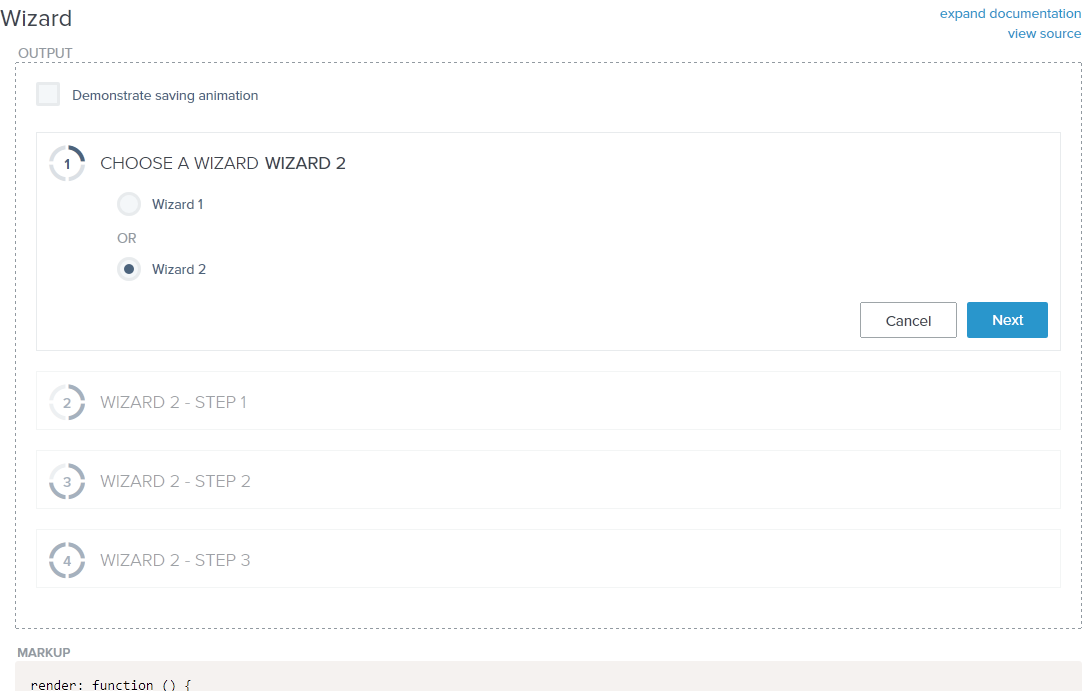 Wizard
expand documentation
view source
OUTPUT
Demonstrate saving animation
1 CHOOSE A WIZARD WIZARD 2
Wizard 1
OR
Wizard 2
Cancel Next
2 WIZARD 2 - STEP 1
3 WIZARD 2 - STEP 2
4 WIZARD 2 - STEP 3
MARKUP
render: function () {